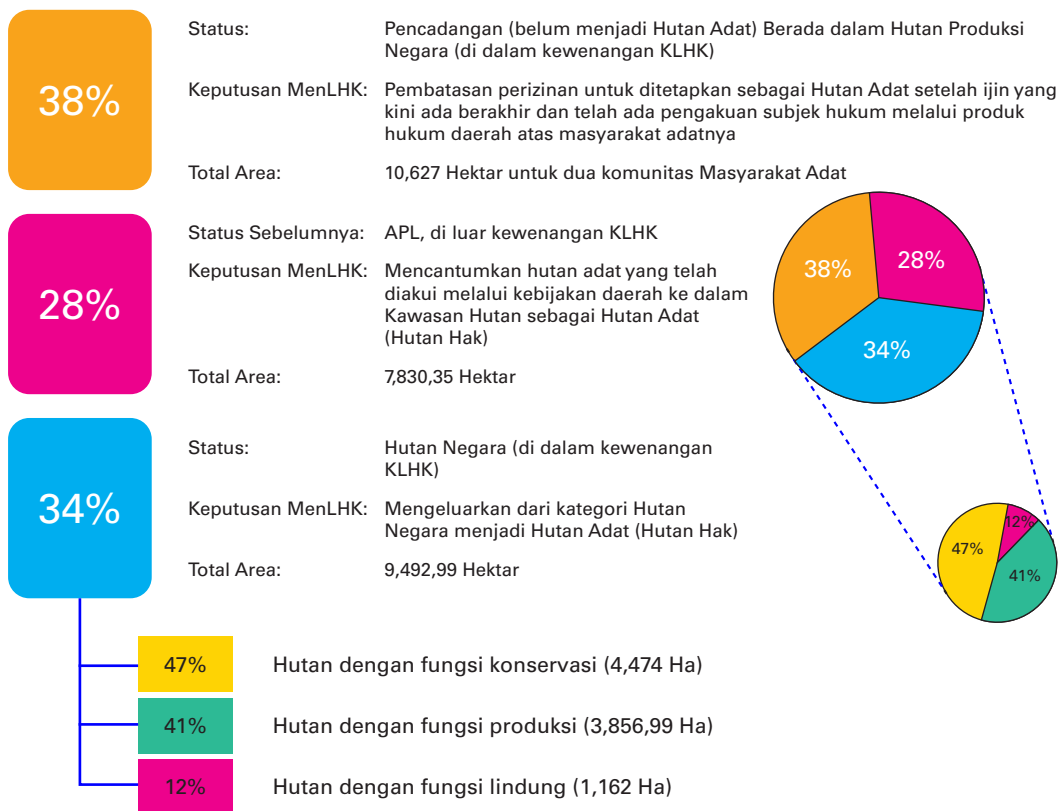 38%
Status: Pencadangan (belum menjadi Hutan Adat) Berada dalam Hutan Produksi
Negara (di dalam kewenangan KLHK)
Keputusan MenLHK: Pembatasan perizinan untuk ditetapkan sebagai Hutan Adat setelah ijin yang
kini ada berakhir dan telah ada pengakuan subjek hukum melalui produk
hukum daerah atas masyarakat adatnya
Total Area: 10,627 Hektar untuk dua komunitas Masyarakat Adat
28%
Status Sebelumnya: APL, di luar kewenangan KLHK
Keputusan MenLHK: Mencantumkan hutan adat yang telah
diakui melalui kebijakan daerah ke dalam
Kawasan Hutan sebagai Hutan Adat
(Hutan Hak)
Total Area: 7,830,35 Hektar
34%
Status: Hutan Negara (di dalam kewenangan
KLHK)
Keputusan MenLHK: Mengeluarkan dari kategori Hutan
Negara menjadi Hutan Adat (Hutan Hak)
Total Area: 9,492,99 Hektar
38%
28%
34%
47%
12%
41%
47% Hutan dengan fungsi konservasi (4,474 Ha)
41% Hutan dengan fungsi produksi (3,856,99 Ha)
12% Hutan dengan fungsi lindung (1,162 Ha)